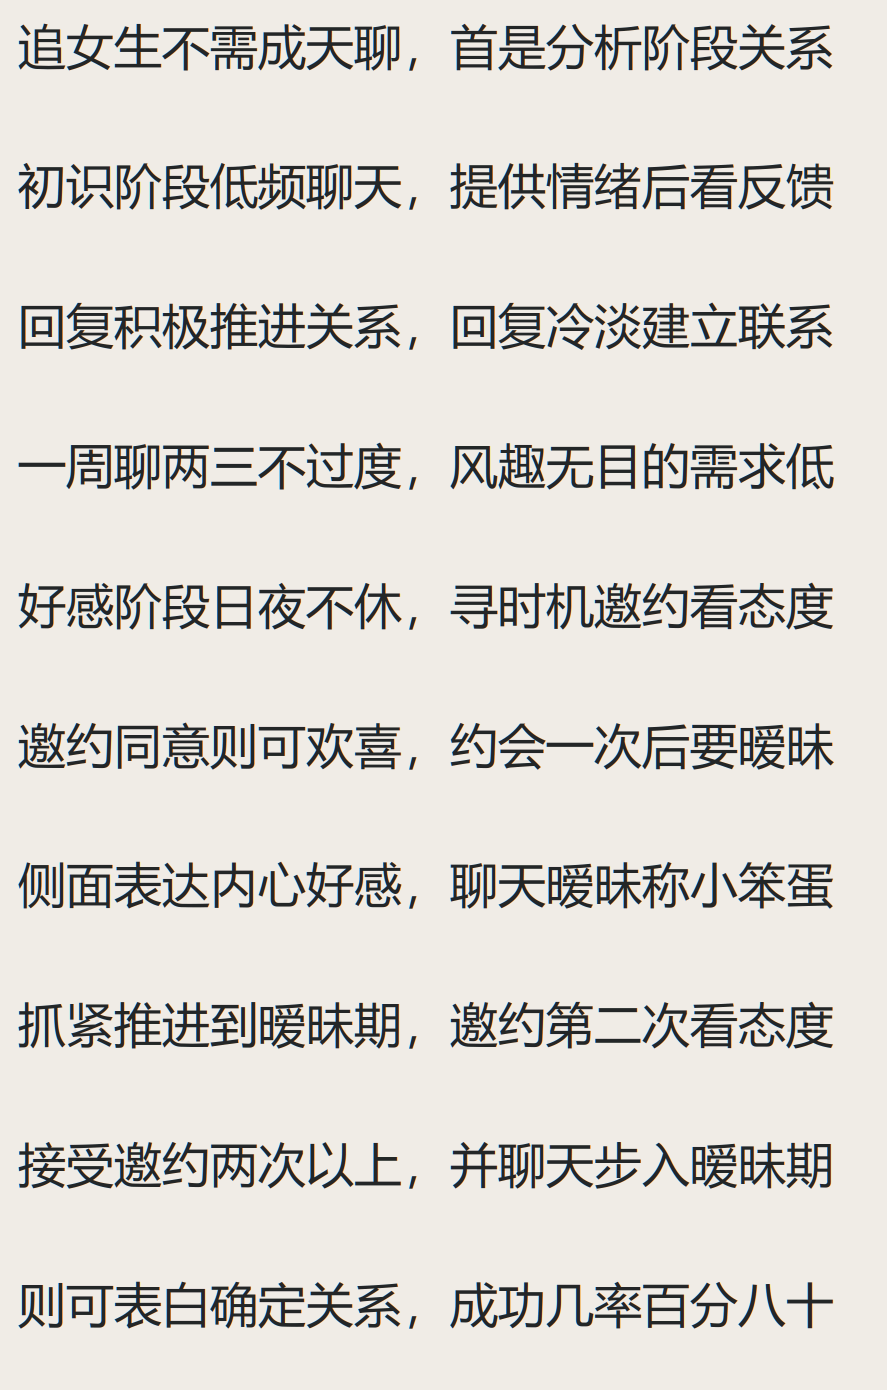 追女生不需成天聊，首是分析阶段关系
初识阶段低频聊天，提供情绪后看反馈
回复积极推进关系，回复冷淡建立联系
一周聊两三不过度，风趣无目的需求低
好感阶段日夜不休，寻时机邀约看态度
邀约同意则可欢喜，约会一次后要暧昧
侧面表达内心好感，聊天暧昧称小笨蛋
抓紧推进到暧昧期，邀约第二次看态度
接受邀约两次以上，并聊天步入暧昧期
则可表白确定关系，成功几率百分八十